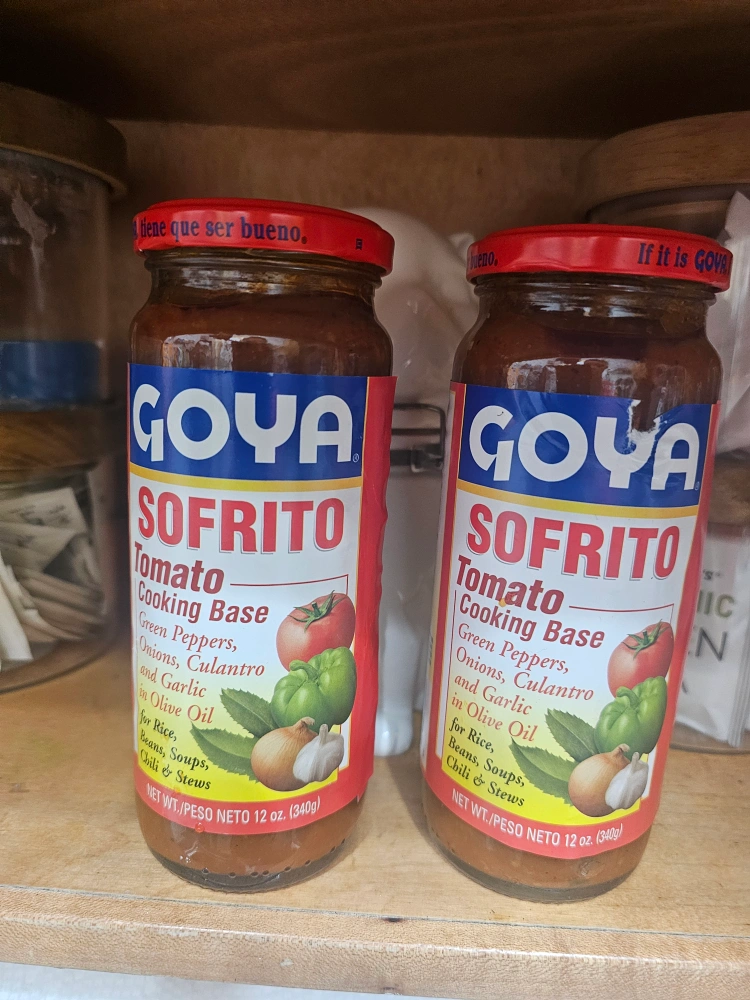 tiene que ser bueno.
GOYA
SOFRITO
Tomato
Cooking Base
Green Peppers,
Onions, Culantro
and Garlic
in Olive Oil
for Rice,
Beans, Soups,
Chili & Stews
NET WT./PESO NETO 12 oz. (340g)
bueno.
If it is GOYA
GOYA
SOFRITO
Tomato
Cooking Base
Green Peppers,
Onions, Culantro
and Garlic
in Olive Oil
for Rice,
Beans, Soups,
Chili & Stews
NET WT./PESO NETO 12 oz. (340g)